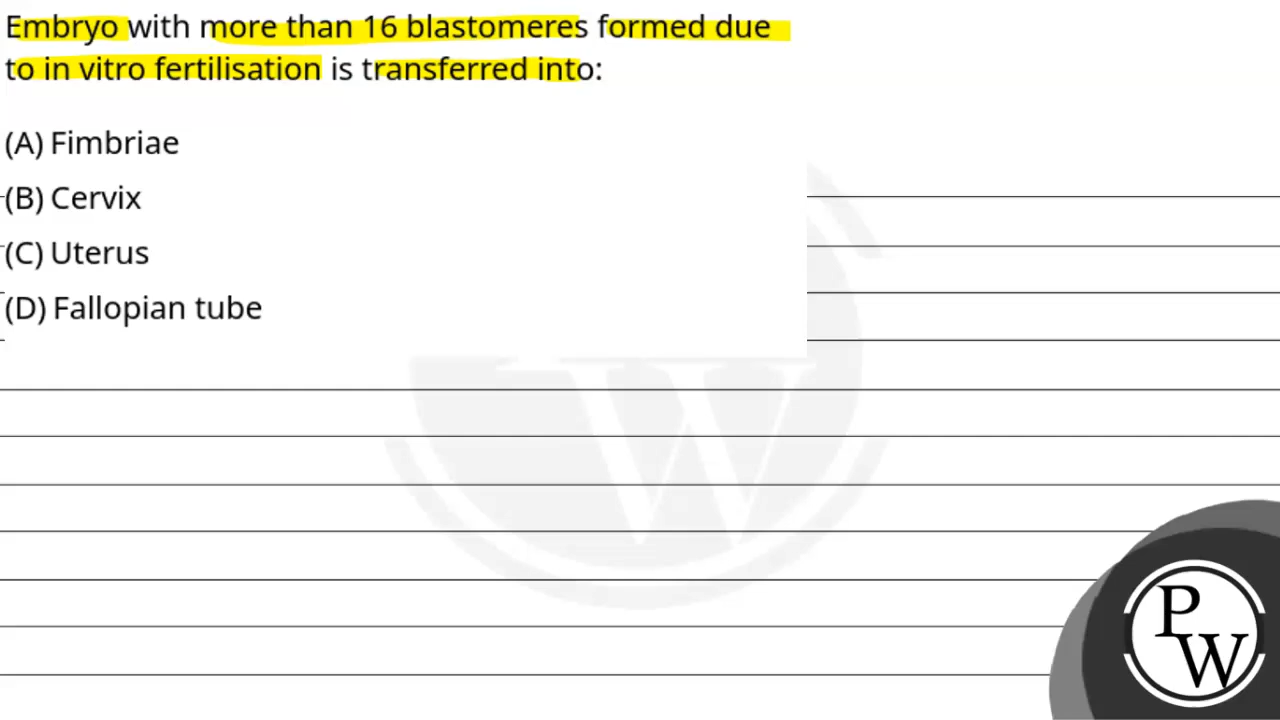 Embryo with more than 16 blastomeres formed due
to in vitro fertilisation is transferred into:
(A) Fimbriae
(B) Cervix
(C) Uterus
(D) Fallopian tube
W
P
W